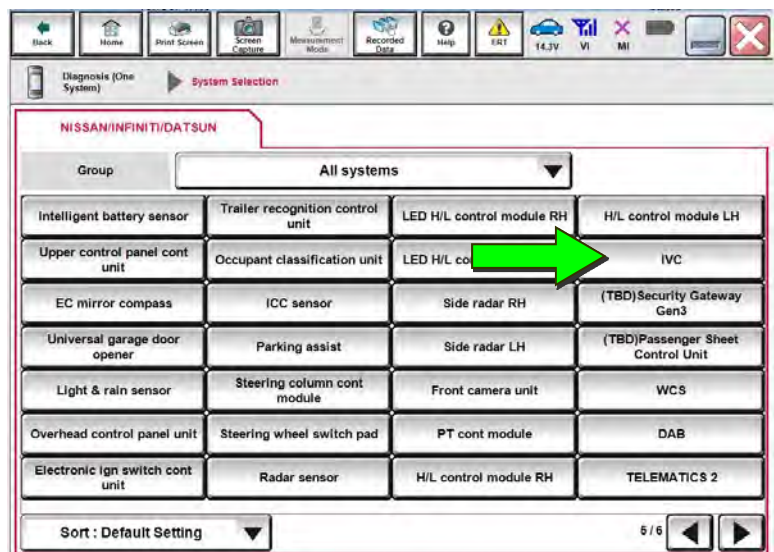 Back
Home
Print Screen
Screen
Capture
Measurement
Mode
Recorded
Data
Help
ERT
14.3V
VI
MI
Diagnosis (One
System)
System Selection
NISSAN/INFINITI/DATSUN
Group
All systems
Intelligent battery sensor
Trailer recognition control
unit
LED H/L control module RH
H/L control module LH
Upper control panel cont
unit
Occupant classification unit
LED H/L
IVC
EC mirror compass
ICC sensor
Side radar RH
(TBD)Security Gateway
Gen3
Universal garage door
opener
Parking assist
Side radar LH
(TBD)Passenger Sheet
Control Unit
Light & rain sensor
Steering column cont
module
Front camera unit
WCS
Overhead control panel unit
Steering wheel switch pad
PT cont module
DAB
Electronic ign switch cont
unit
Radar sensor
H/L control module RH
TELEMATICS 2
Sort : Default Setting
5/6